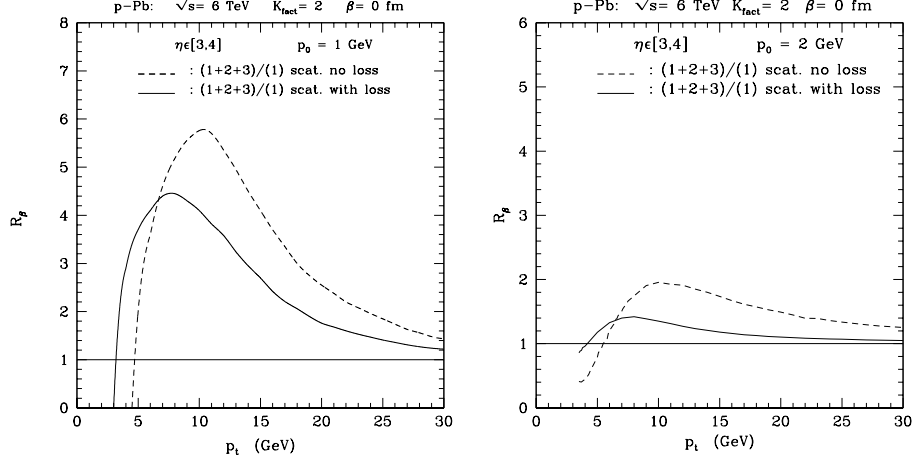 p-Pb: √s= 6 TeV K_fact= 2 β= 0 fm
ηϵ[3,4] p₀ = 1 GeV
: (1+2+3)/(1) scat. no loss
: (1+2+3)/(1) scat. with loss
8
7
6
5
4
3
2
1
0
R_β
0 5 10 15 20 25 30
p_t (GeV)
p-Pb: √s= 6 TeV K_fact= 2 β= 0 fm
ηϵ[3,4] p₀ = 2 GeV
: (1+2+3)/(1) scat. no loss
: (1+2+3)/(1) scat. with loss
6
5
4
3
2
1
0
R_β
0 5 10 15 20 25 30
p_t (GeV)